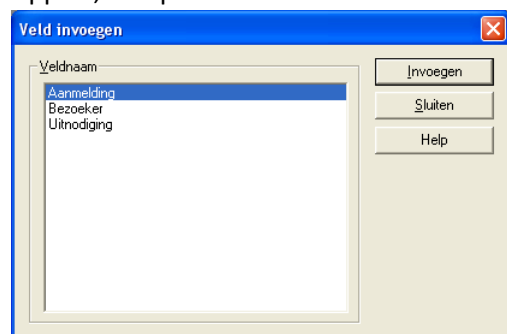 Veld invoegen
Veldnaam
Aanmelding
Bezoeker
Uitnodiging
Invoegen
Sluiten
Help